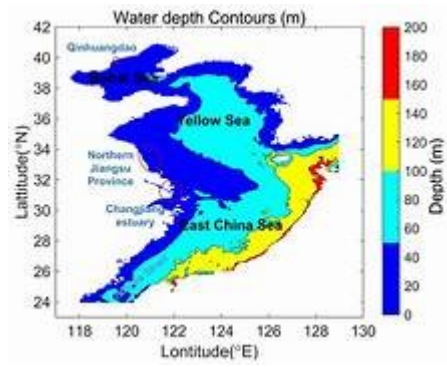 Water depth Contours (m)
42
40
38
36
34
32
30
28
26
24
Lattitude(°N)
Qinhuangdao
Bohai Sea
Yellow Sea
Northern
Jiangsu
Province
Changjiang
estuary
East China Sea
118
120
122
124
126
128
130
Lontitude(°E)
200
180
160
140
120
100
80
60
40
20
0
Depth (m)